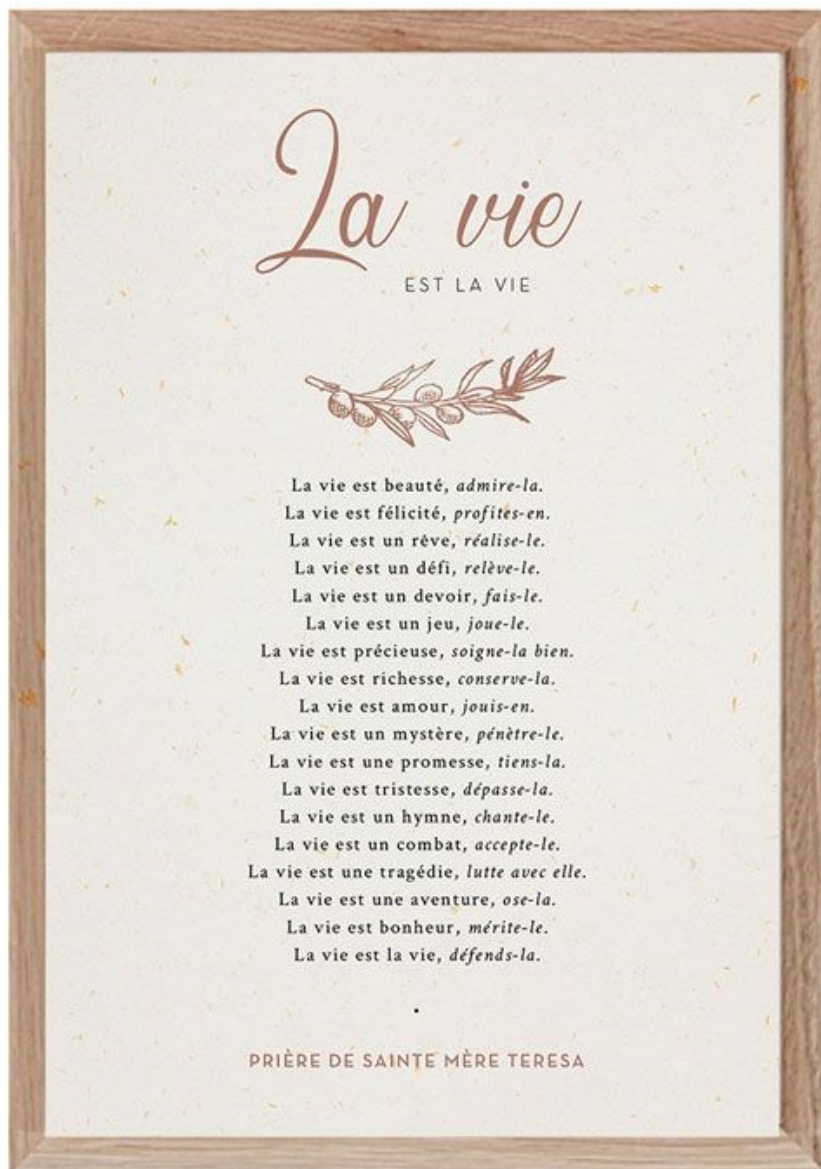 La vie
EST LA VIE
La vie est beauté, admire-la.
La vie est félicité, profites-en.
La vie est un rêve, réalise-le.
La vie est un défi, relève-le.
La vie est un devoir, fais-le.
La vie est un jeu, joue-le.
La vie est précieuse, soigne-la bien.
La vie est richesse, conserve-la.
La vie est amour, jouis-en.
La vie est un mystère, pénètre-le.
La vie est une promesse, tiens-la.
La vie est tristesse, dépasse-la.
La vie est un hymne, chante-le.
La vie est un combat, accepte-le.
La vie est une tragédie, lutte avec elle.
La vie est une aventure, ose-la.
La vie est bonheur, mérite-le.
La vie est la vie, défends-la.
.
PRIÈRE DE SAINTE MÈRE TERESA